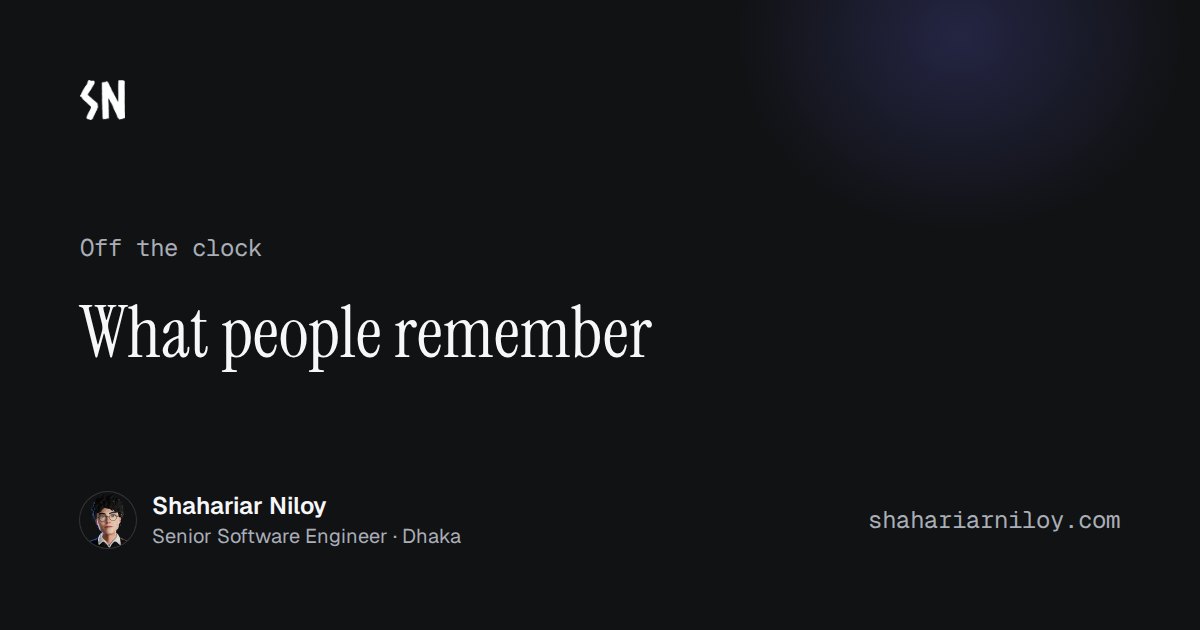 SN
Off the clock
What people remember
Shahariar Niloy
Senior Software Engineer · Dhaka
shahariarniloy.com